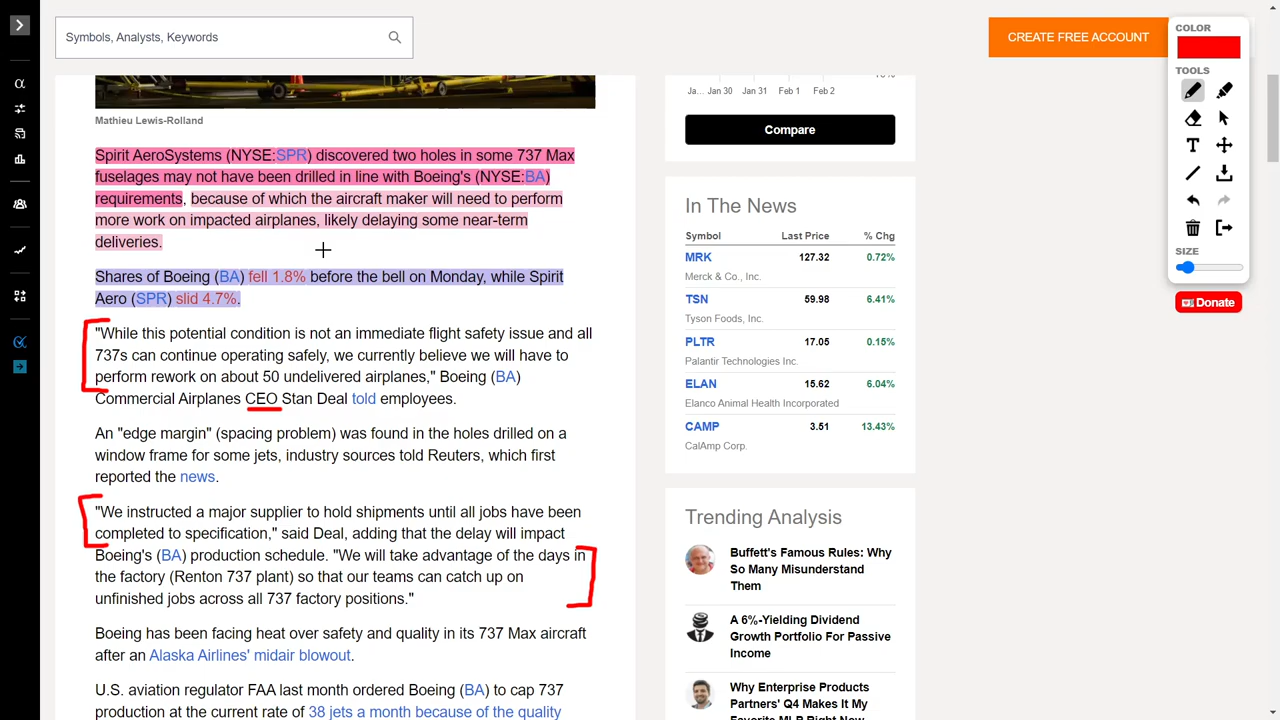 Symbols, Analysts, Keywords
CREATE FREE ACCOUNT
COLOR
TOOLS
T
SIZE
Donate
α
Mathieu Lewis-Rolland
Spirit AeroSystems (NYSE:SPR) discovered two holes in some 737 Max
fuselages may not have been drilled in line with Boeing's (NYSE:BA)
requirements, because of which the aircraft maker will need to perform
more work on impacted airplanes, likely delaying some near-term
deliveries.
Shares of Boeing (BA) fell 1.8% before the bell on Monday, while Spirit
Aero (SPR) slid 4.7%.
"While this potential condition is not an immediate flight safety issue and all
737s can continue operating safely, we currently believe we will have to
perform rework on about 50 undelivered airplanes," Boeing (BA)
Commercial Airplanes CEO Stan Deal told employees.
An "edge margin" (spacing problem) was found in the holes drilled on a
window frame for some jets, industry sources told Reuters, which first
reported the news.
"We instructed a major supplier to hold shipments until all jobs have been
completed to specification," said Deal, adding that the delay will impact
Boeing's (BA) production schedule. "We will take advantage of the days in
the factory (Renton 737 plant) so that our teams can catch up on
unfinished jobs across all 737 factory positions."
Boeing has been facing heat over safety and quality in its 737 Max aircraft
after an Alaska Airlines' midair blowout.
U.S. aviation regulator FAA last month ordered Boeing (BA) to cap 737
production at the current rate of 38 jets a month because of the quality
Ja... Jan 30 Jan 31 Feb 1 Feb 2
Compare
In The News
Symbol Last Price % Chg
MRK 127.32 0.72%
Merck & Co., Inc.
TSN 59.98 6.41%
Tyson Foods, Inc.
PLTR 17.05 0.15%
Palantir Technologies Inc.
ELAN 15.62 6.04%
Elanco Animal Health Incorporated
CAMP 3.51 13.43%
CalAmp Corp.
Trending Analysis
Buffett's Famous Rules: Why
So Many Misunderstand
Them
A 6%-Yielding Dividend
Growth Portfolio For Passive
Income
Why Enterprise Products
Partners' Q4 Makes It My
Favorite MLP Right Now